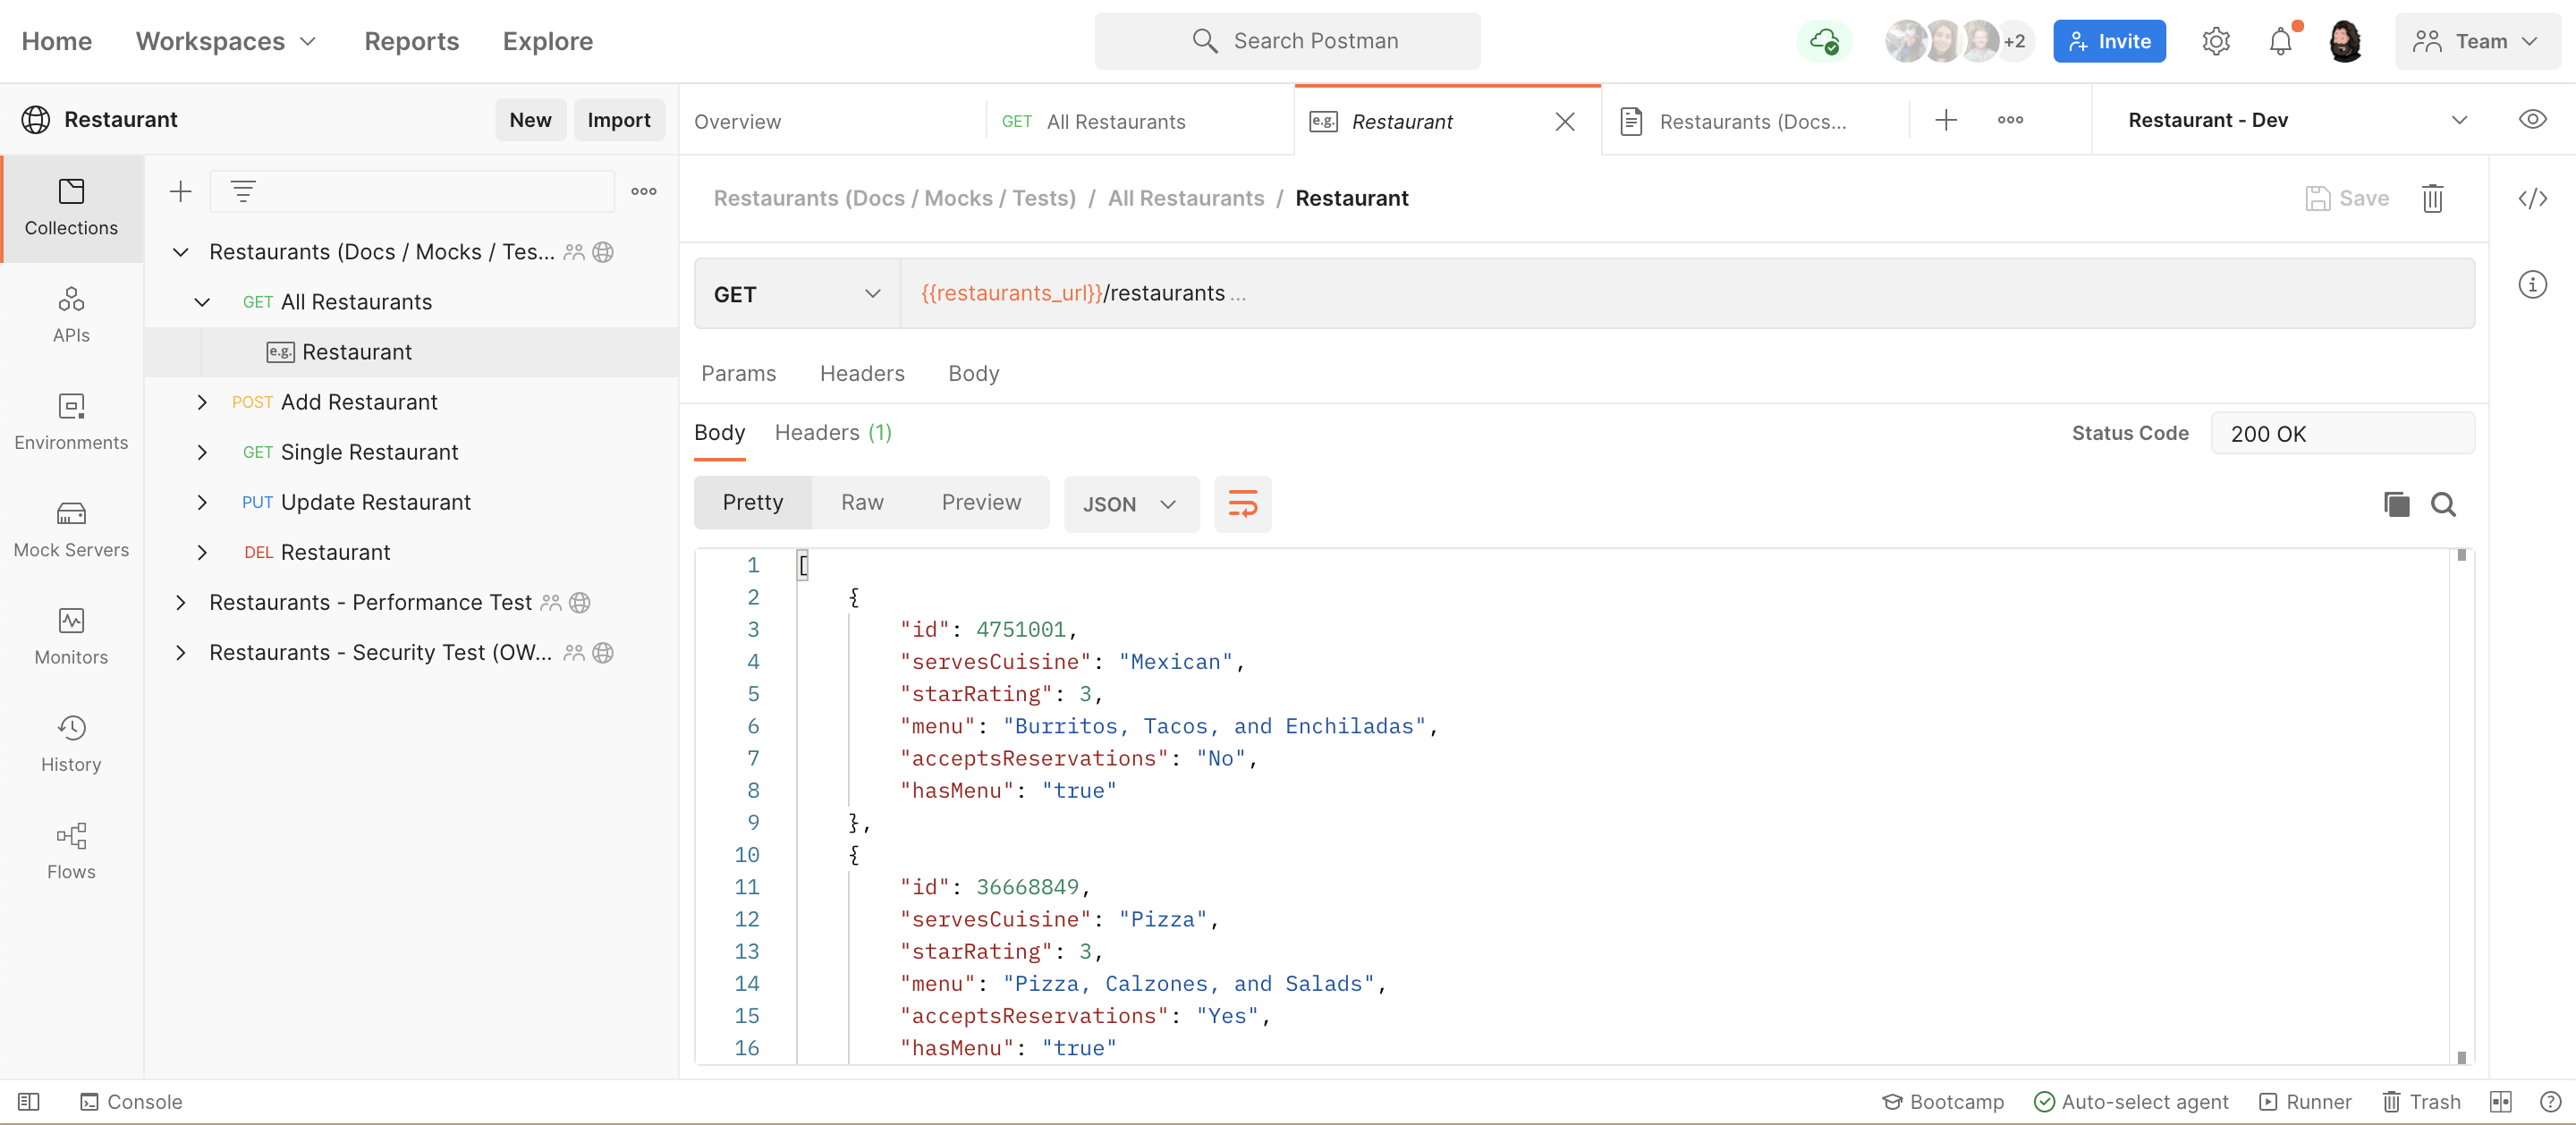 Home Workspaces Reports Explore Search Postman +2 Invite Team
Restaurant New Import Overview GET All Restaurants e.g. Restaurant Restaurants (Docs... Restaurant - Dev
Collections
APIs
Environments
Mock Servers
Monitors
History
Flows
Restaurants (Docs / Mocks / Tes...
GET All Restaurants
e.g. Restaurant
POST Add Restaurant
GET Single Restaurant
PUT Update Restaurant
DEL Restaurant
Restaurants - Performance Test
Restaurants - Security Test (OW...
Restaurants (Docs / Mocks / Tests) / All Restaurants / Restaurant Save
GET {{restaurants_url}}/restaurants ...
Params Headers Body
Body Headers (1) Status Code 200 OK
Pretty Raw Preview JSON
1 [
2 {
3 "id": 4751001,
4 "servesCuisine": "Mexican",
5 "starRating": 3,
6 "menu": "Burritos, Tacos, and Enchiladas",
7 "acceptsReservations": "No",
8 "hasMenu": "true"
9 },
10 {
11 "id": 36668849,
12 "servesCuisine": "Pizza",
13 "starRating": 3,
14 "menu": "Pizza, Calzones, and Salads",
15 "acceptsReservations": "Yes",
16 "hasMenu": "true"
Console Bootcamp Auto-select agent Runner Trash